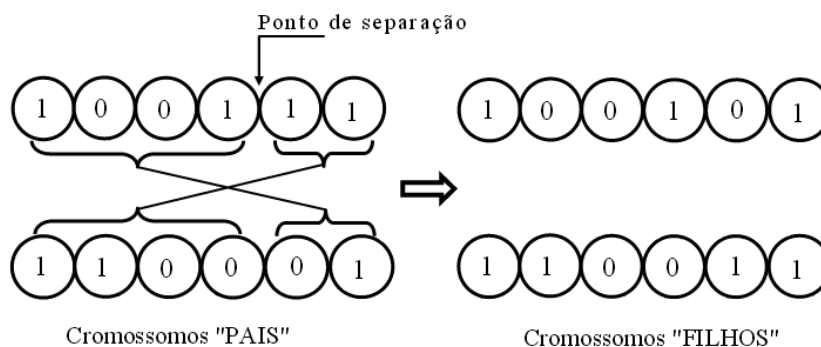 Ponto de separação
1 0 0 1 1 1
1 0 0 1 0 1
1 1 0 0 0 1
1 1 0 0 1 1
Cromossomos "PAIS"
Cromossomos "FILHOS"